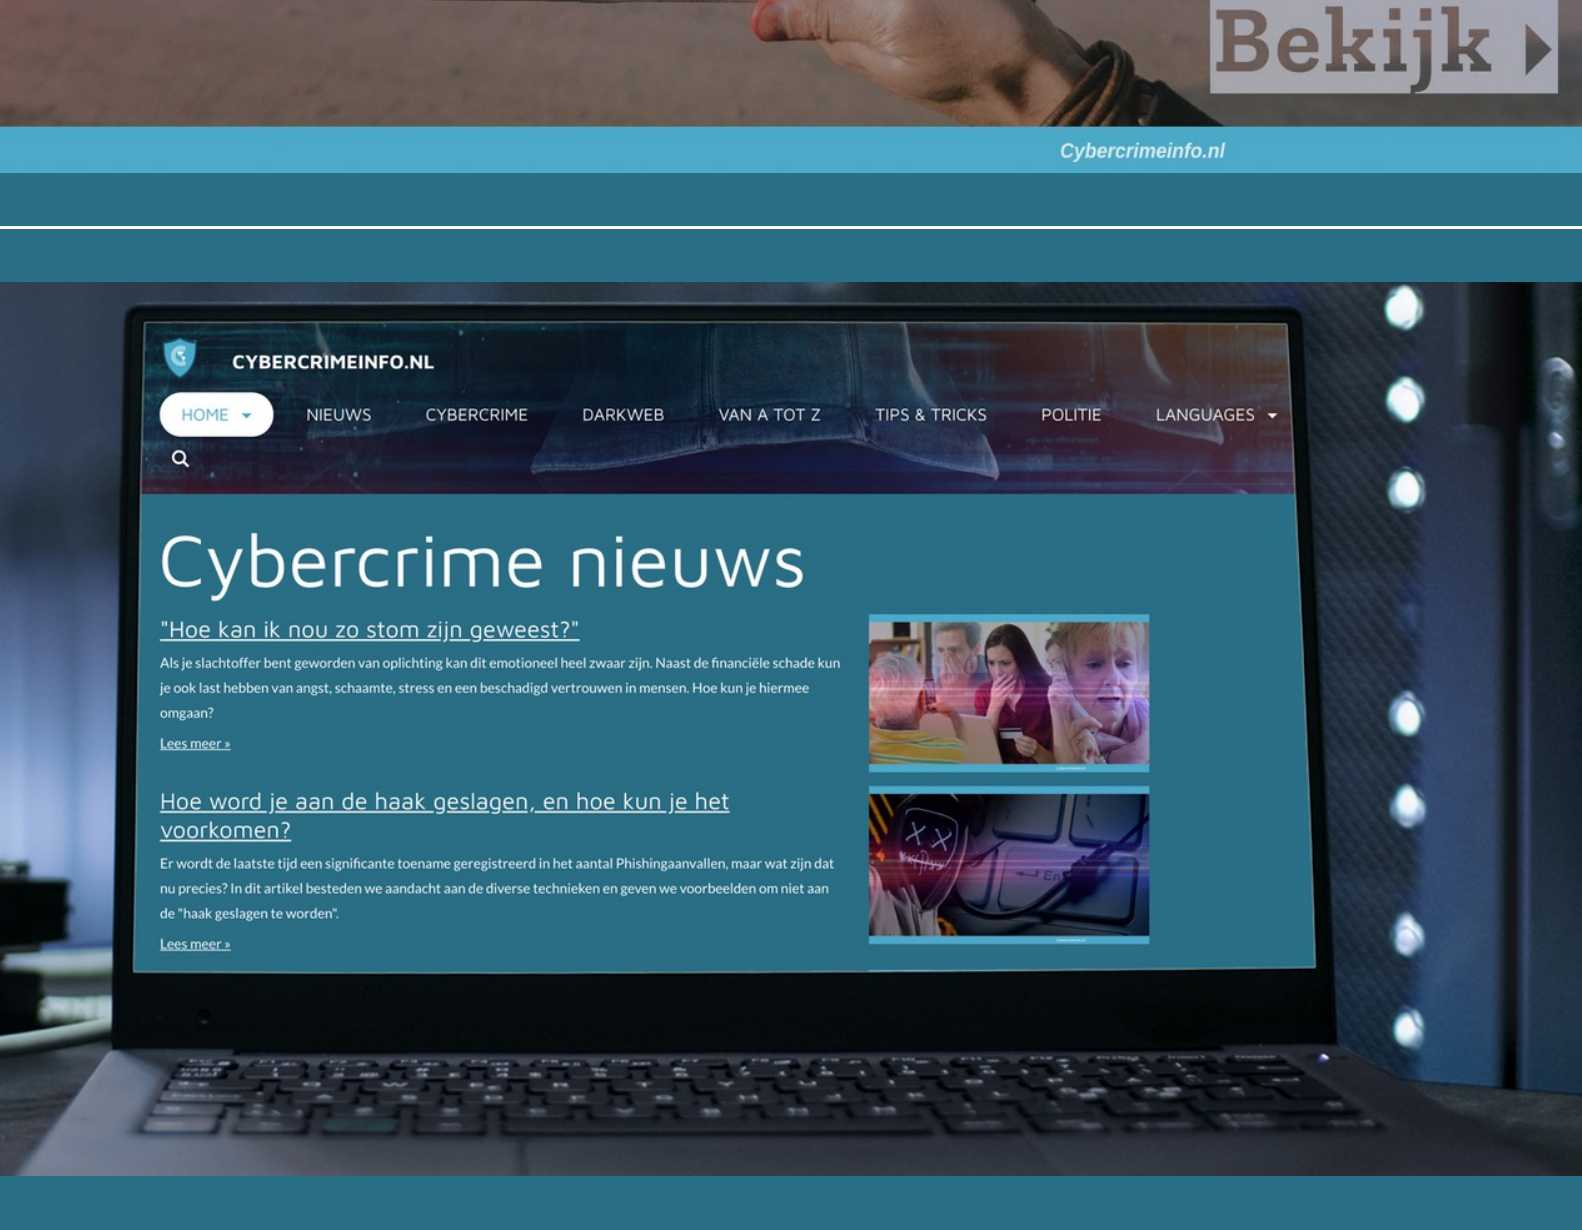 Bekijk
Cybercrimeinfo.nl
CYBERCRIMEINFO.NL
HOME NIEUWS CYBERCRIME DARKWEB VAN A TOT Z TIPS & TRICKS POLITIE LANGUAGES
Cybercrime nieuws
"Hoe kan ik nou zo stom zijn geweest?"
Als je slachtoffer bent geworden van oplichting kan dit emotioneel heel zwaar zijn. Naast de financiële schade kun
je ook last hebben van angst, schaamte, stress en een beschadigd vertrouwen in mensen. Hoe kun je hiermee
omgaan?
Lees meer »
Hoe word je aan de haak geslagen, en hoe kun je het
voorkomen?
Er wordt de laatste tijd een significante toename geregistreerd in het aantal Phishingaanvallen, maar wat zijn dat
nu precies? In dit artikel besteden we aandacht aan de diverse technieken en geven we voorbeelden om niet aan
de "haak geslagen te worden".
Lees meer »